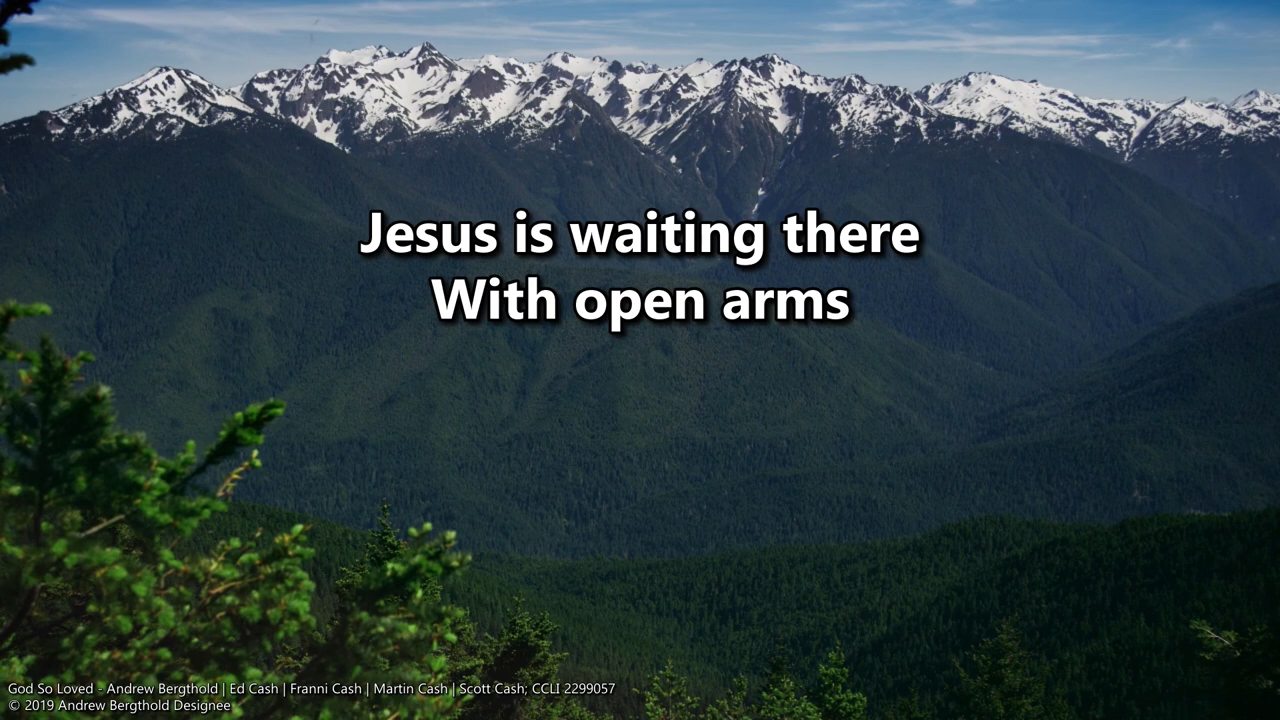 Jesus is waiting there
With open arms
God So Loved - Andrew Bergthold | Ed Cash | Franni Cash | Martin Cash | Scott Cash; CCLI 2299057
© 2019 Andrew Bergthold Designee